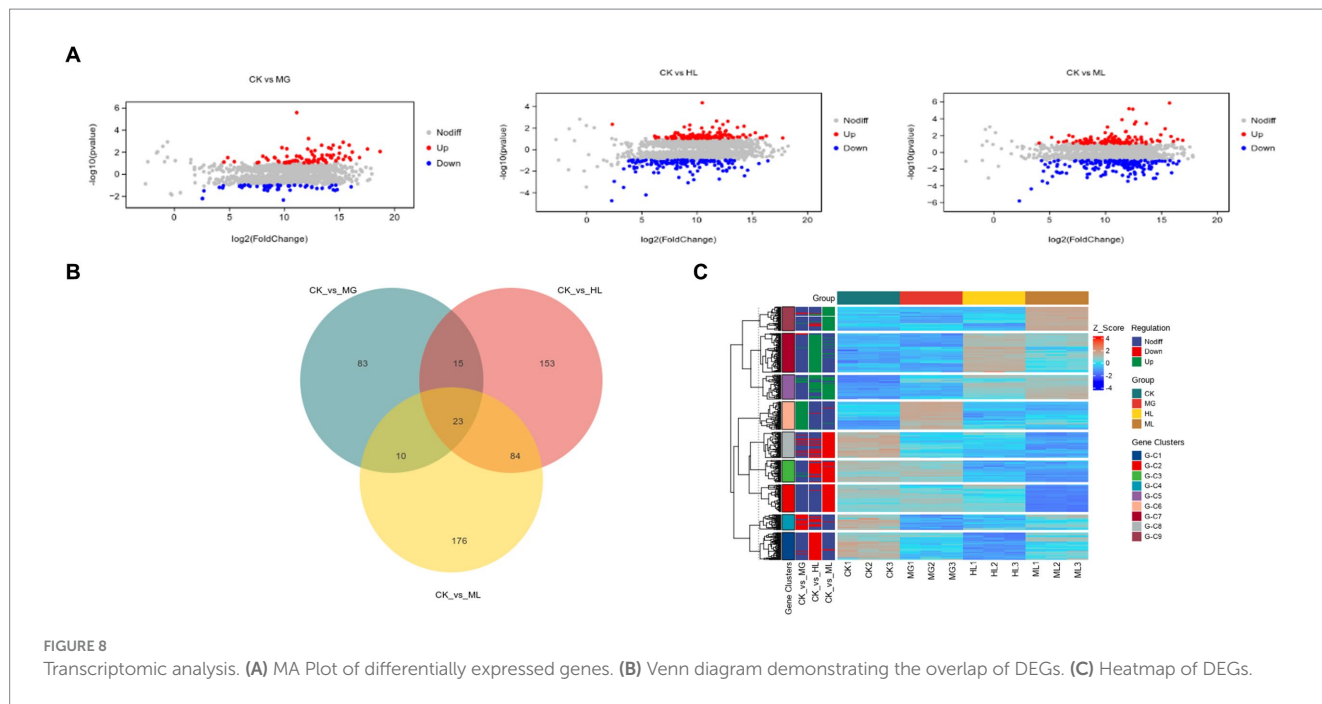 A
CK vs MG
-log10(pvalue)
6
4
2
0
−2
0
5
10
15
20
log2(FoldChange)
Nodiff
Up
Down
CK vs HL
-log10(pvalue)
4
2
0
−2
−4
0
5
10
15
20
log2(FoldChange)
Nodiff
Up
Down
CK vs ML
-log10(pvalue)
6
4
2
0
−2
−4
−6
0
5
10
15
20
log2(FoldChange)
Nodiff
Up
Down
B
CK_vs_MG
CK_vs_HL
83
15
153
23
10
84
176
CK_vs_ML
C
Group
Z_Score
4
2
0
-2
-4
Regulation
Nodiff
Down
Up
Group
CK
MG
HL
ML
Gene Clusters
G-C1
G-C2
G-C3
G-C4
G-C5
G-C6
G-C7
G-C8
G-C9
Gene Clusters
CK_vs_MG
CK_vs_HL
CK_vs_ML
CK1
CK2
CK3
MG1
MG2
MG3
HL1
HL2
HL3
ML1
ML2
ML3
FIGURE 8
Transcriptomic analysis. (A) MA Plot of differentially expressed genes. (B) Venn diagram demonstrating the overlap of DEGs. (C) Heatmap of DEGs.